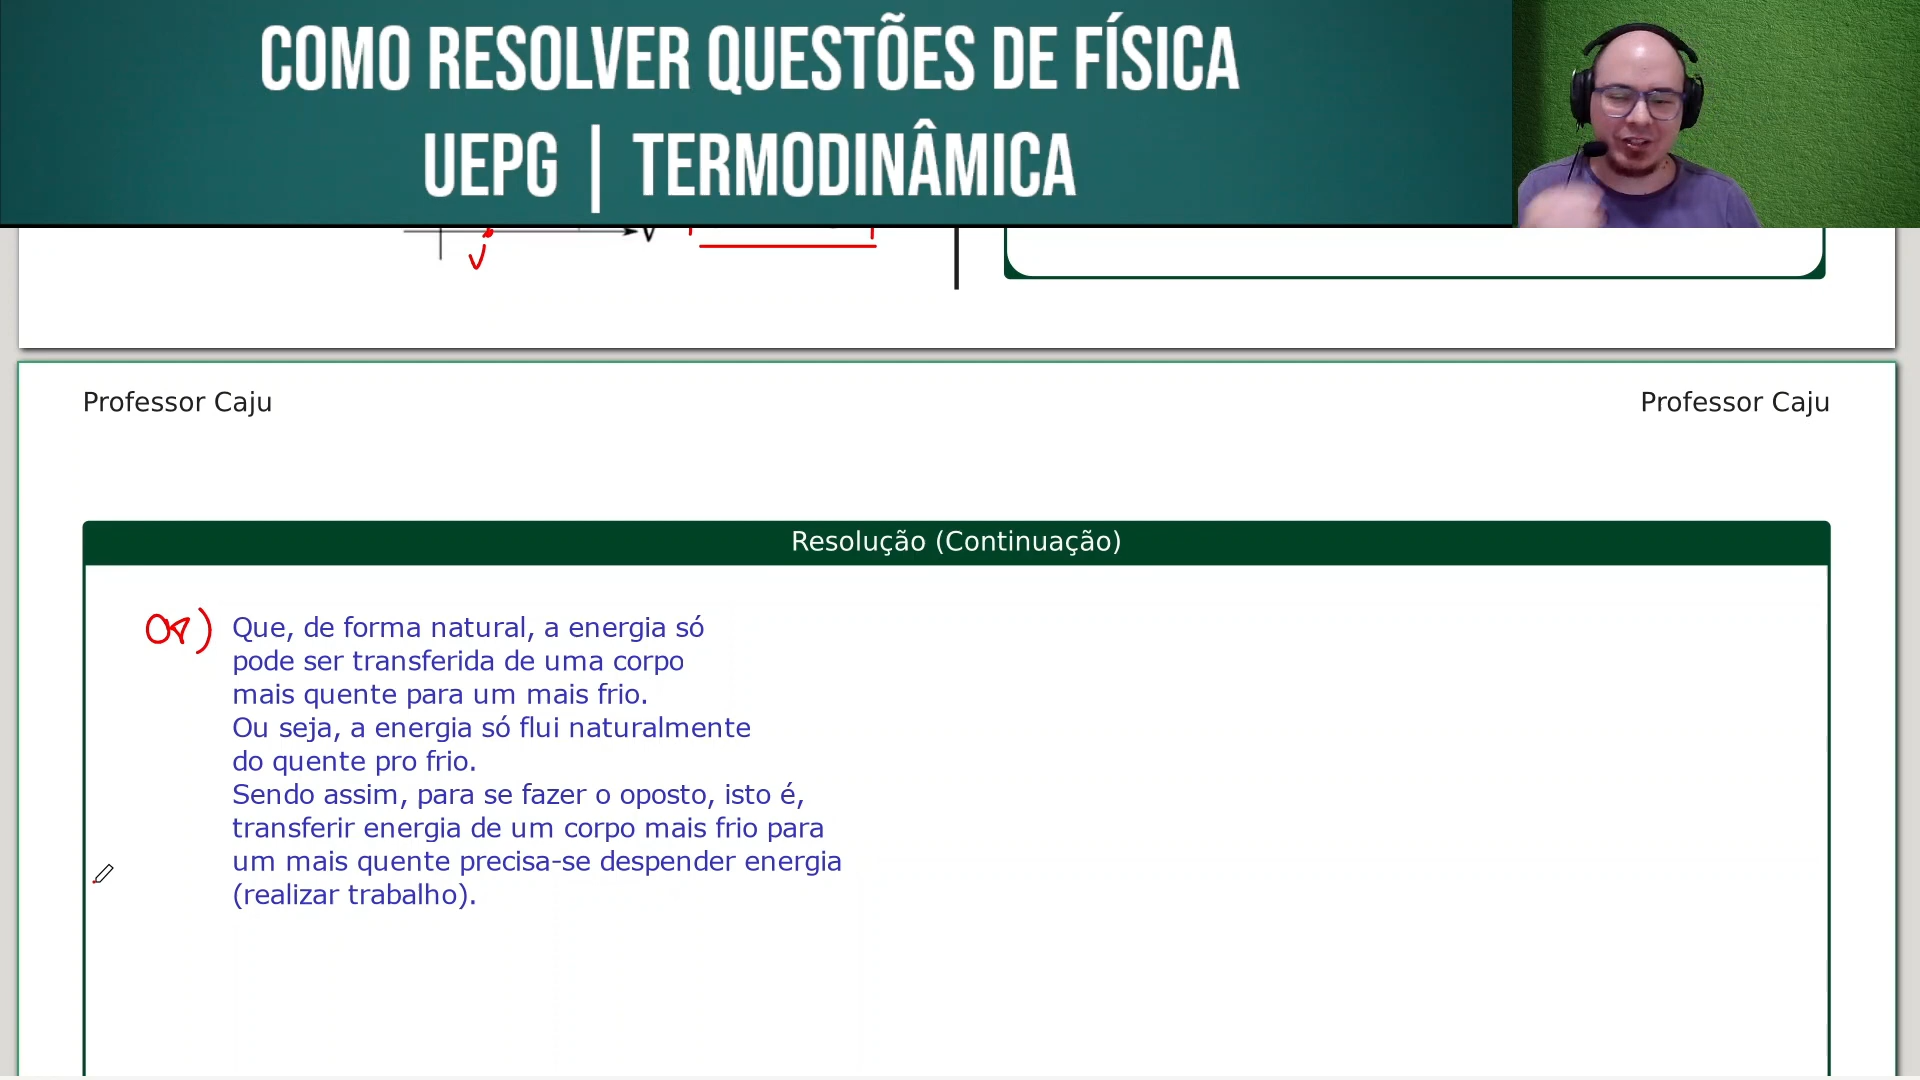 COMO RESOLVER QUESTÕES DE FÍSICA
UEPG | TERMODINÂMICA
V
V
Professor Caju
Professor Caju
Resolução (Continuação)
Que, de forma natural, a energia só
pode ser transferida de uma corpo
mais quente para um mais frio.
Ou seja, a energia só flui naturalmente
do quente pro frio.
Sendo assim, para se fazer o oposto, isto é,
transferir energia de um corpo mais frio para
um mais quente precisa-se despender energia
(realizar trabalho).